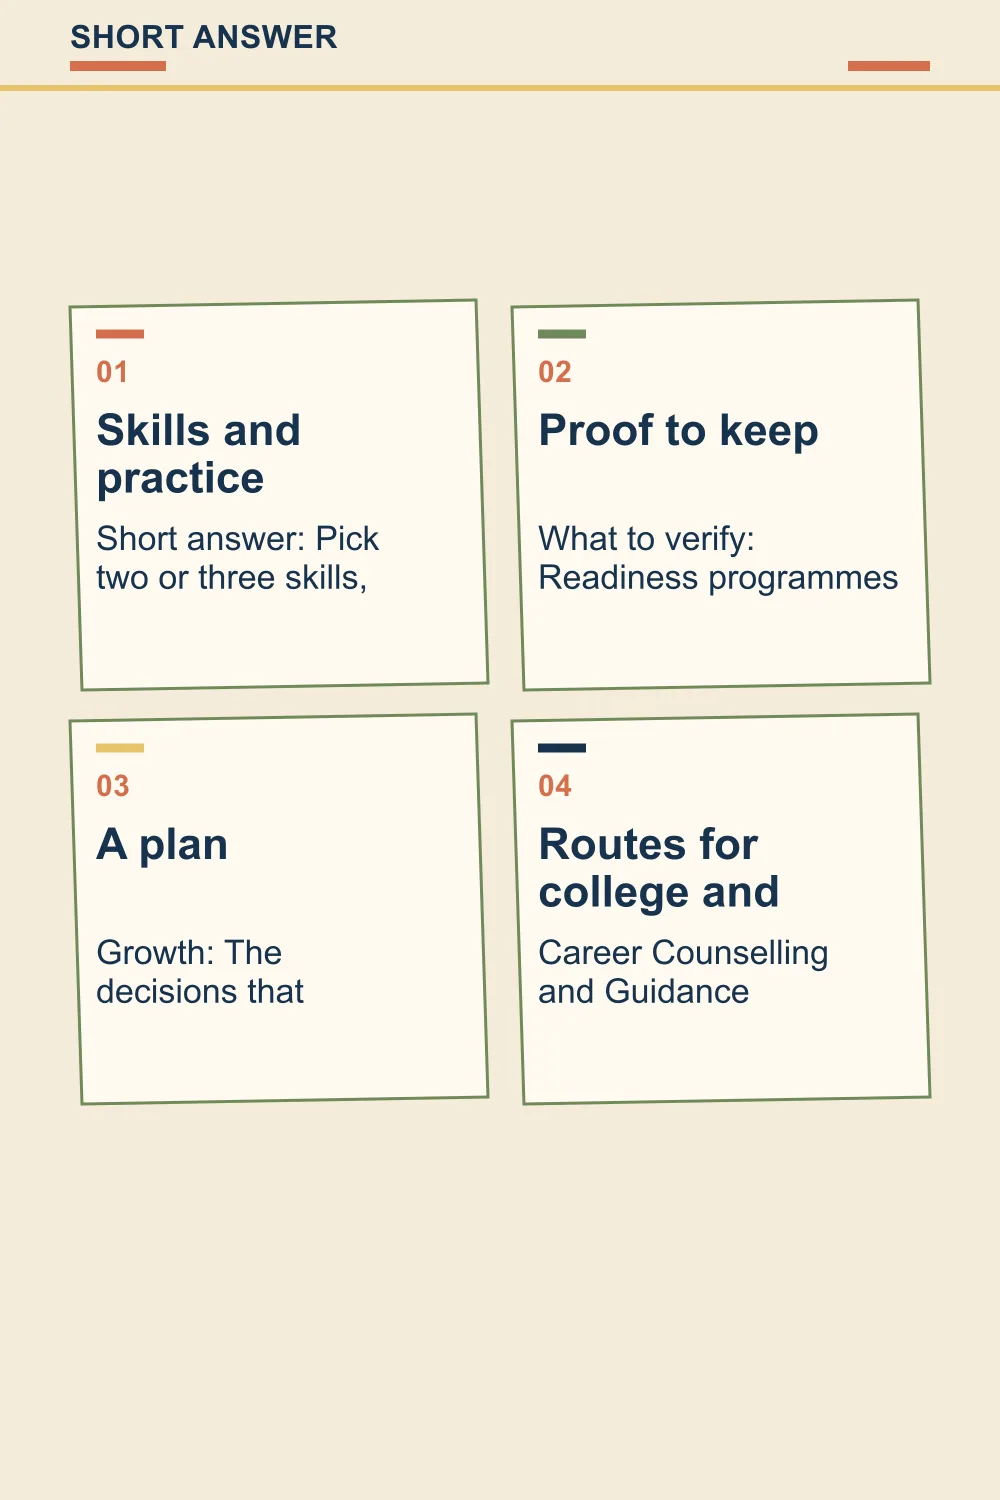 SHORT ANSWER
01
Skills and
practice
Short answer: Pick
two or three skills,
02
Proof to keep
What to verify:
Readiness programmes
03
A plan
Growth: The
decisions that
04
Routes for
college and
Career Counselling
and Guidance